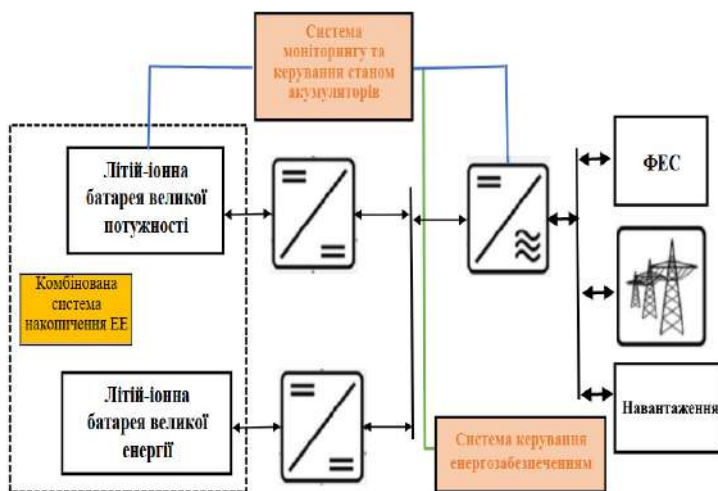 Система
моніторингу та
керування станом
акумуляторів
Літій-іонна
батарея великої
потужності
ФЕС
Комбінована
система
накопичення ЕЕ
Літій-іонна
батарея великої
енергії
Система керування
енергозабеспеченням
Навантаження